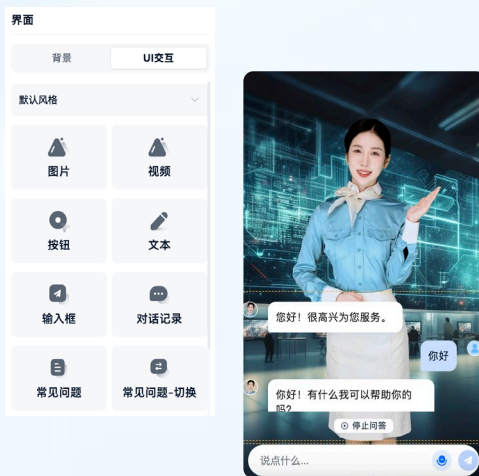 界面
背景
UI交互
默认风格
图片
视频
按钮
文本
输入框
对话记录
常见问题
常见问题-切换
您好！很高兴为您服务。
你好
你好！有什么我可以帮助你的
吗?
停止问答
说点什么...